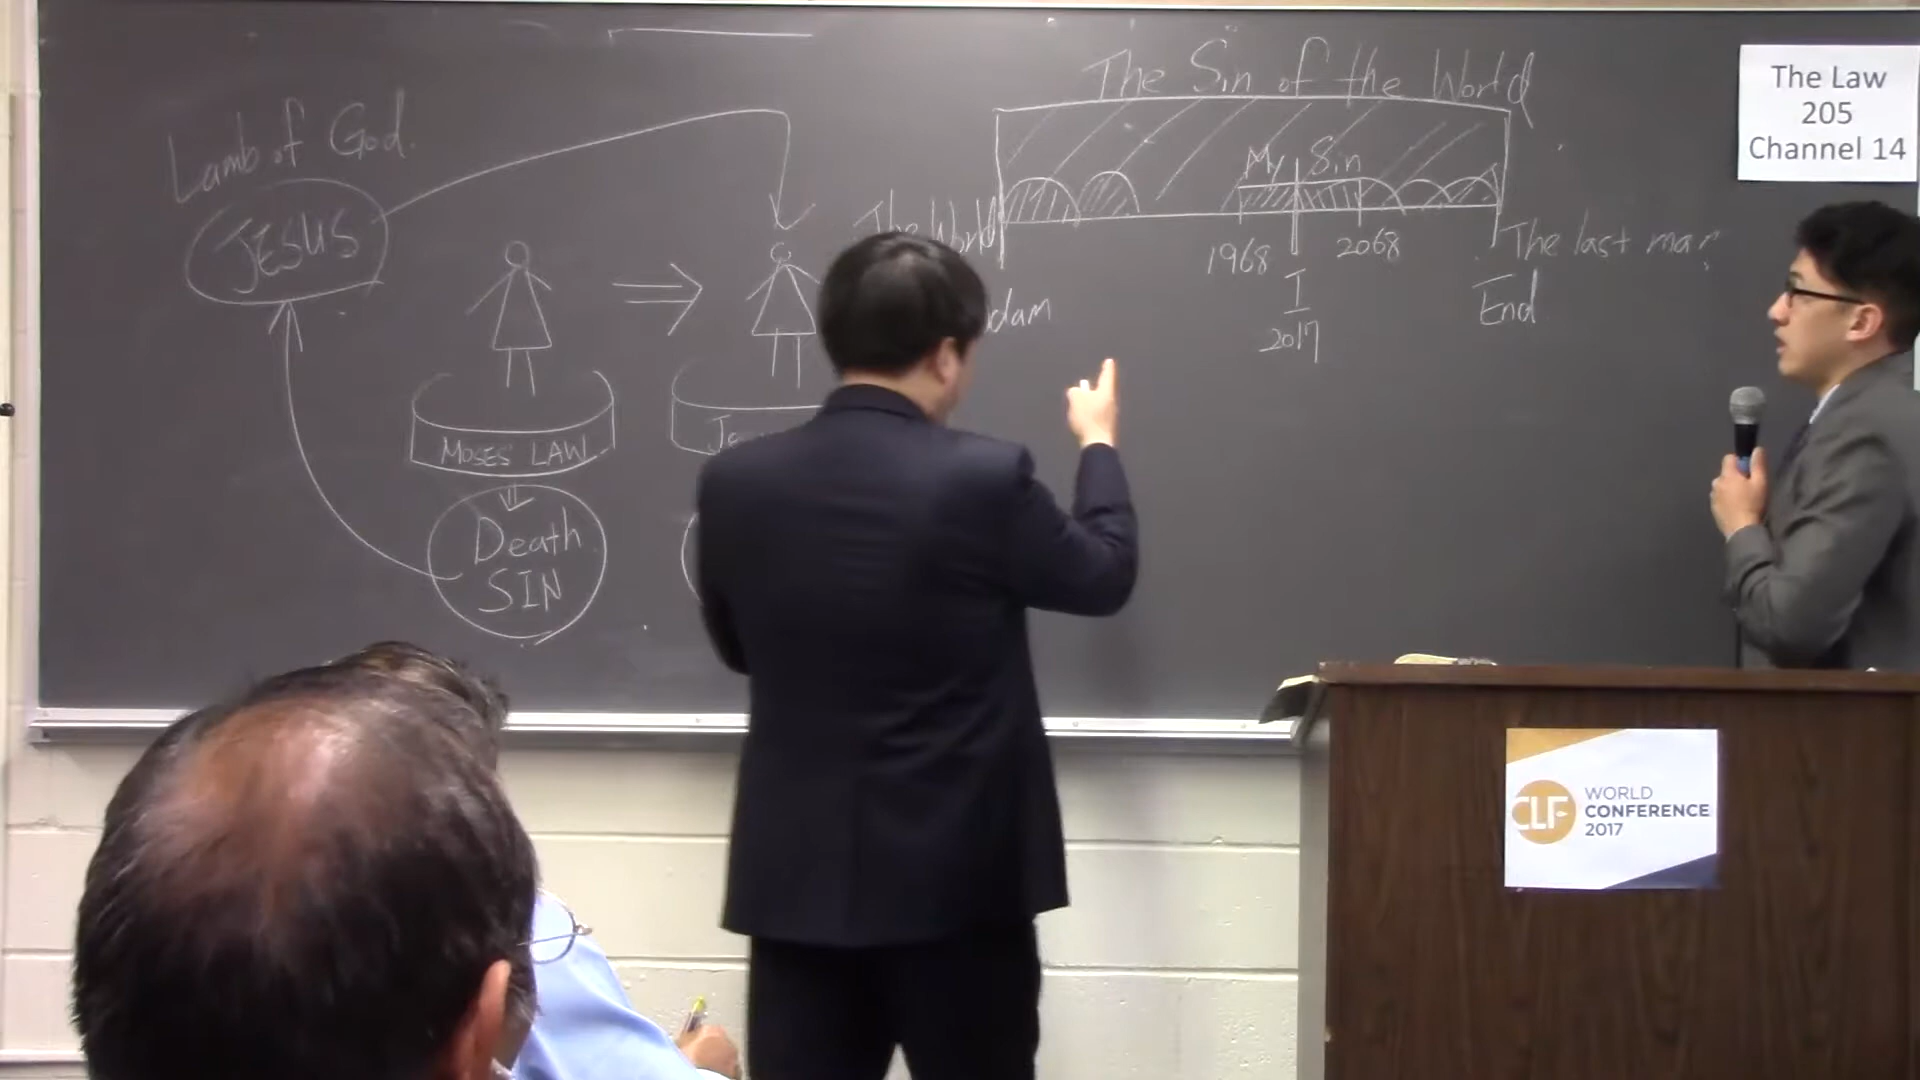 The Sin of the World
Lamb of God.
JESUS
MOSES' LAW
Death
SIN
The World
My Sin
1968
2068
I
2017
The last man
End
The Law
205
Channel 14
CLF
WORLD
CONFERENCE
2017